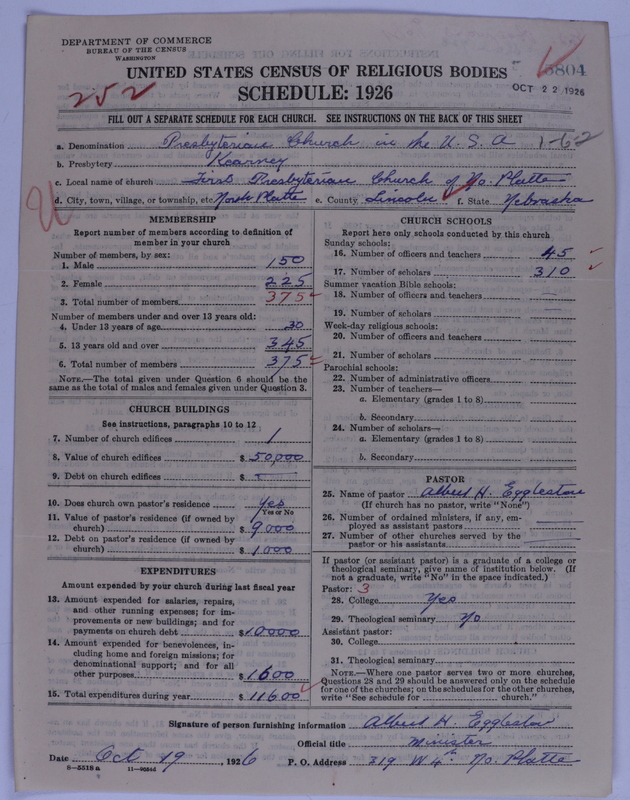 DEPARTMENT OF COMMERCE
BUREAU OF THE CENSUS
WASHINGTON
UNITED STATES CENSUS OF RELIGIOUS BODIES
SCHEDULE: 1926
5804
OCT 22 1926
252
FILL OUT A SEPARATE SCHEDULE FOR EACH CHURCH. SEE INSTRUCTIONS ON THE BACK OF THIS SHEET
a. Denomination Presbyterian Church in the U.S.A 1-62
b. Presbytery Kearney
c. Local name of church First Presbyterian Church of No. Platte
d. City, town, village, or township, etc. North Platte e. County Lincoln f. State Nebraska
MEMBERSHIP
Report number of members according to definition of
member in your church
Number of members, by sex:
1. Male 150
2. Female 225
3. Total number of members 375
Number of members under and over 13 years old:
4. Under 13 years of age 30
5. 13 years old and over 345
6. Total number of members 375
NOTE.—The total given under Question 6 should be the
same as the total of males and females given under Question 3.
CHURCH BUILDINGS
See instructions, paragraphs 10 to 12
7. Number of church edifices 1
8. Value of church edifices $ 50,000
9. Debt on church edifices $ —
10. Does church own pastor's residence Yes
Yes or No
11. Value of pastor's residence (if owned by
church) $ 9000
12. Debt on pastor's residence (if owned by
church) $ 1000
EXPENDITURES
Amount expended by your church during last fiscal year
13. Amount expended for salaries, repairs,
and other running expenses; for im-
provements or new buildings; and for
payments on church debt $ 10000
14. Amount expended for benevolences, in-
cluding home and foreign missions; for
denominational support; and for all
other purposes $ 1600
15. Total expenditures during year $ 11600
CHURCH SCHOOLS
Report here only schools conducted by this church
Sunday schools:
16. Number of officers and teachers 45
17. Number of scholars 310
Summer vacation Bible schools:
18. Number of officers and teachers —
19. Number of scholars —
Week-day religious schools:
20. Number of officers and teachers
21. Number of scholars
Parochial schools:
22. Number of administrative officers
23. Number of teachers—
a. Elementary (grades 1 to 8)
b. Secondary
24. Number of scholars—
a. Elementary (grades 1 to 8)
b. Secondary
PASTOR
25. Name of pastor Albert H. Eggleston
(If church has no pastor, write "None")
26. Number of ordained ministers, if any, em-
ployed as assistant pastors —
27. Number of other churches served by the
pastor or his assistants —
If pastor (or assistant pastor) is a graduate of a college or
theological seminary, give name of institution below. (If
not a graduate, write "No" in the space indicated.)
Pastor: 3
28. College Yes
29. Theological seminary No
Assistant pastor:
30. College
31. Theological seminary
NOTE.—Where one pastor serves two or more churches,
Questions 28 and 29 should be answered only on the schedule
for one of the churches; on the schedules for the other churches,
write "See schedule for church."
Signature of person furnishing information Albert H. Eggleston
Official title Minister
Date Oct 19, 1926 P. O. Address 319 W 4th No. Platte
8-5518 a